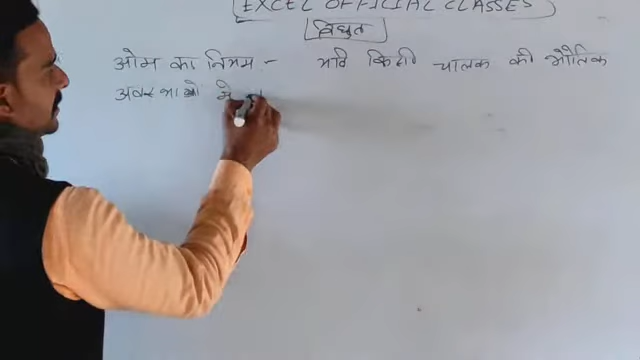 EXCEL OFFICIAL CLASSES
विधुत
ओम का नियम :- यदि किसी चालक की भौतिक
अवस्थाओ मे